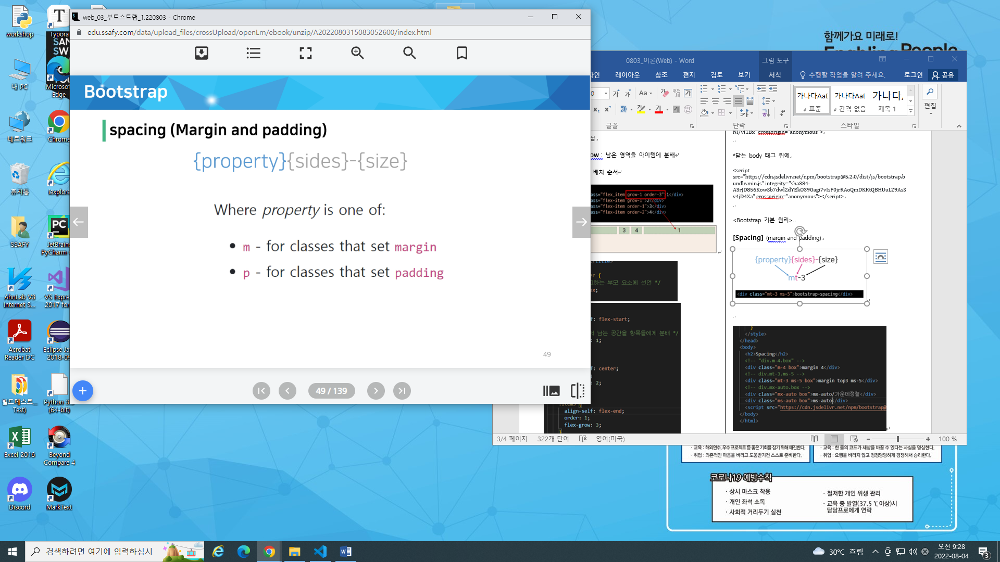 workshop
Typora
내 PC
Microsoft
Edge
네트워크
Chrome
휴지통
iexplore
SSAFY
JetBrains
PyCharm
AhnLab V3
Internet S...
VS Expre
2017 for
Acrobat
Reader DC
Eclipse Ja
2018-09
빌드테스트...
Test)
Python 3.
(64-bit)
Excel 2016
Beyond
Compare 4
Discord
MarkText
web_03_부트스트랩_1.220803 - Chrome
edu.ssafy.com/data/upload_files/crossUpload/openLrn/ebook/unzip/A2022080315083052600/index.html
Bootstrap
spacing (Margin and padding)
{property}{sides}-{size}
Where property is one of:
• m - for classes that set margin
• p - for classes that set padding
49
49 / 139
함께가요 미래로!
Enabling People
0803_이론(Web) - Word
그림 도구
레이아웃 참조 편지 검토 보기 서식 수행할 작업을 알려 주세요. 로그인 공유
가나다AaB 가나다AaB 가나다,
표준 간격 없음 제목 1
편집
글꼴 단락 스타일
ow : 남은 영역을 아이템에 분배
배치 순서
ass="flex_item grow-1 order-3">1</div>
ass="flex-item grow-1">2</div>
ass="flex-item order-1">3</div>
ass="flex-item order-2">4</div>
3 4 1
er {
하는 부모 요소에 선언 */
ex;
f: flex-start;
서 남는 공간을 항목들에게 분배 */
: 1;
f: center;
;
: 2;
align-self: flex-end;
order: 1;
flex-grow: 3;
}
NI/vI1Bx" crossorigin="anonymous">
*닫는 body 태그 위에
<script
src="https://cdn.jsdelivr.net/npm/bootstrap@5.2.0/dist/js/bootstrap.b
undle.min.js" integrity="sha384-
A3rJD856KowSb7dwlZdYEkO39Gagi7vIsF0jrRAoQmDKKtQBHUuLZ9AsS
v4jD4Xa" crossorigin="anonymous"></script>
<Bootstrap 기본 원리>
[Spacing] (margin and padding)
{property}{sides}-{size}
mt-3
<div class="mt-3 ms-5">bootstrap-spacing</div>
}
</style>
</head>
<body>
<h2>Spacing</h2>
<!-- "div.m-4.box" -->
<div class="m-4 box">margin 4</div>
<!-- div.mt-3.ms-5 -->
<div class="mt-3 ms-5 box">margin top3 ms-5</div>
<!-- div.mx-auto.box -->
<div class="mx-auto box">mx-auto/가운데정렬</div>
<div class="ms-auto box">ms-auto</div>
<script src="https://cdn.jsdelivr.net/npm/bootstrap@
</body>
</html>
3/4 페이지 322개 단어 영어(미국) 100 %
· 교육 : 해외연수, 우수 프로젝트 등 좋은 기회를 잡기 위해 매진한다.
· 취업 : 의존적인 마음을 버리고 도움받기전 스스로 준비한다.
· 교육 : 한 줄의 코드가 세상을 바꿀 수 있다는 사실을 명심한다.
· 취업 : 요행을 바라지 않고 정정당당하게 경쟁해서 승리한다.
코로나19 예방수칙
· 상시 마스크 착용
· 개인 좌석 소독
· 사회적 거리두기 실천
· 철저한 개인 위생 관리
· 교육 중 발열(37.5 ℃이상)시
담당프로에게 연락
검색하려면 여기에 입력하십시
30°C 흐림
오전 9:28
2022-08-04
3